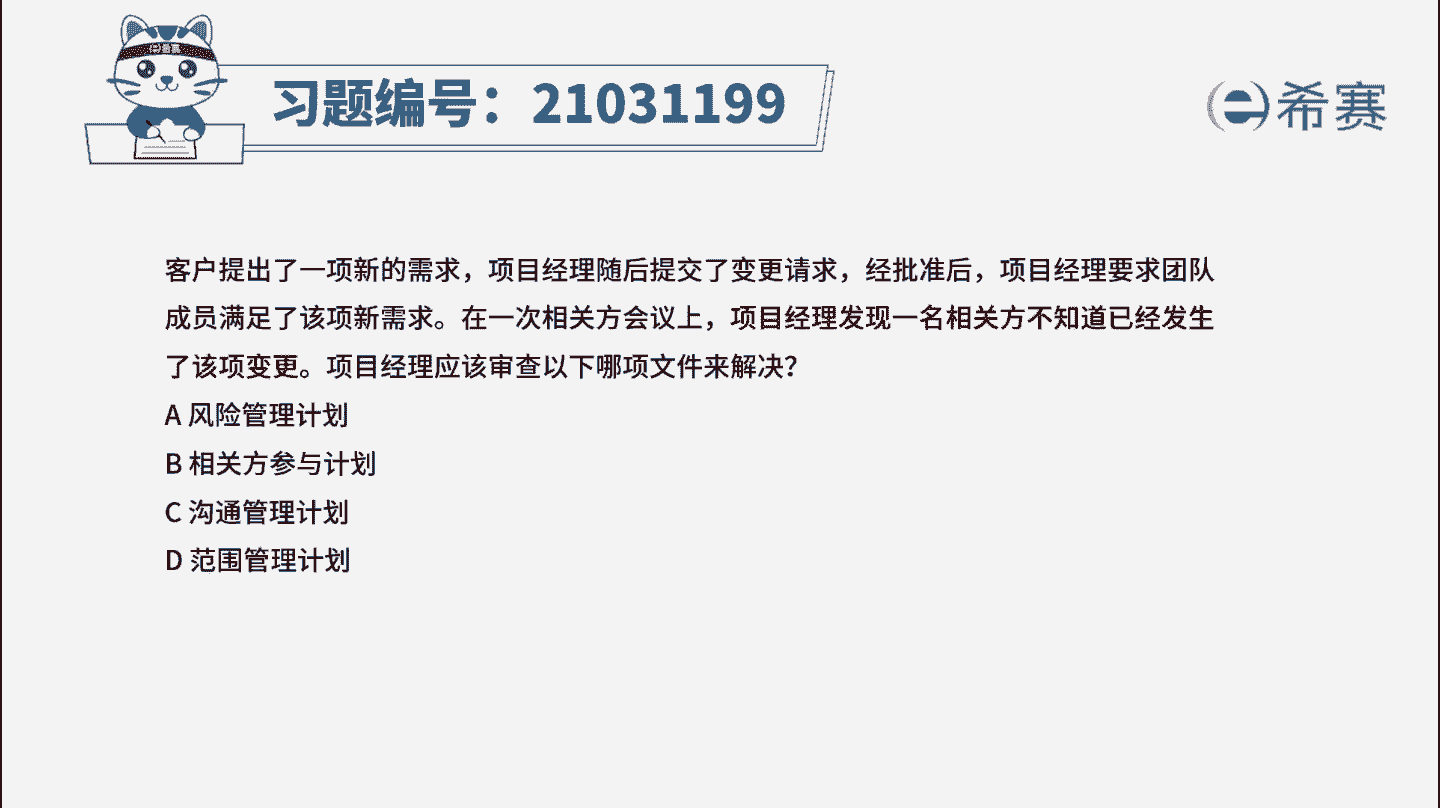 希赛
习题编号：21031199
希赛
客户提出了一项新的需求，项目经理随后提交了变更请求，经批准后，项目经理要求团队
成员满足了该项新需求。在一次相关方会议上，项目经理发现一名相关方不知道已经发生
了该项变更。项目经理应该审查以下哪项文件来解决？
A 风险管理计划
B 相关方参与计划
C 沟通管理计划
D 范围管理计划